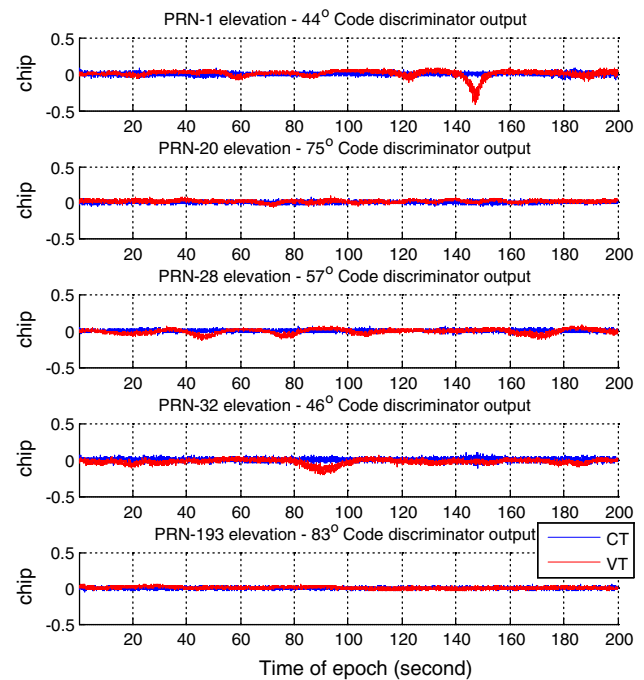 PRN-1 elevation - 44° Code discriminator output
0.5
0
-0.5
chip
20 40 60 80 100 120 140 160 180 200
PRN-20 elevation - 75° Code discriminator output
0.5
0
-0.5
chip
20 40 60 80 100 120 140 160 180 200
PRN-28 elevation - 57° Code discriminator output
0.5
0
-0.5
chip
20 40 60 80 100 120 140 160 180 200
PRN-32 elevation - 46° Code discriminator output
0.5
0
-0.5
chip
20 40 60 80 100 120 140 160 180 200
PRN-193 elevation - 83° Code discriminator output
0.5
0
-0.5
chip
CT
VT
20 40 60 80 100 120 140 160 180 200
Time of epoch (second)